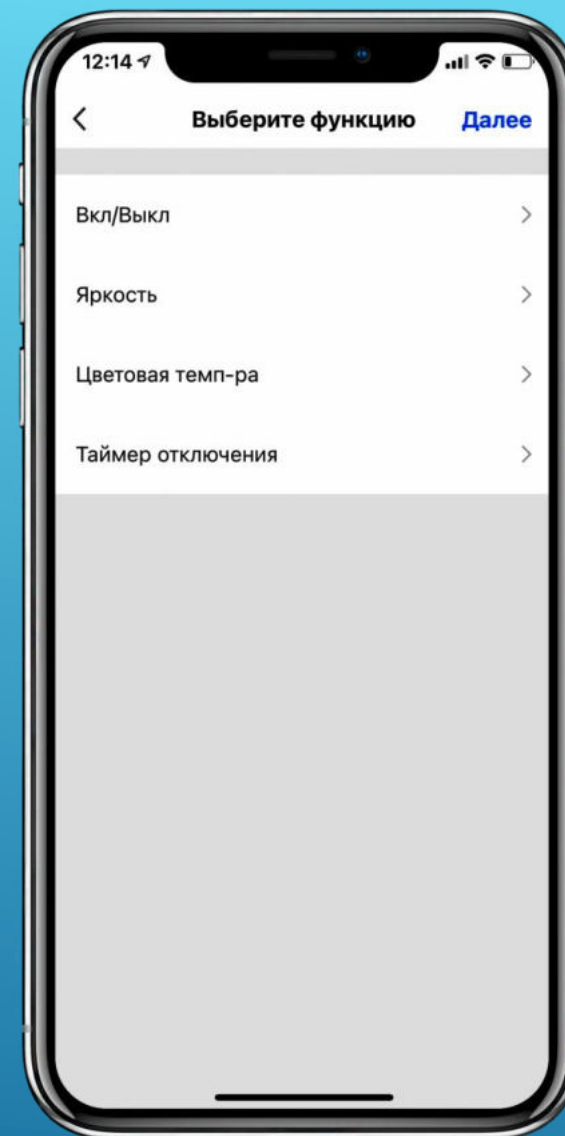 12:14
Выберите функцию
Далее
Вкл/Выкл
Яркость
Цветовая темп-ра
Таймер отключения